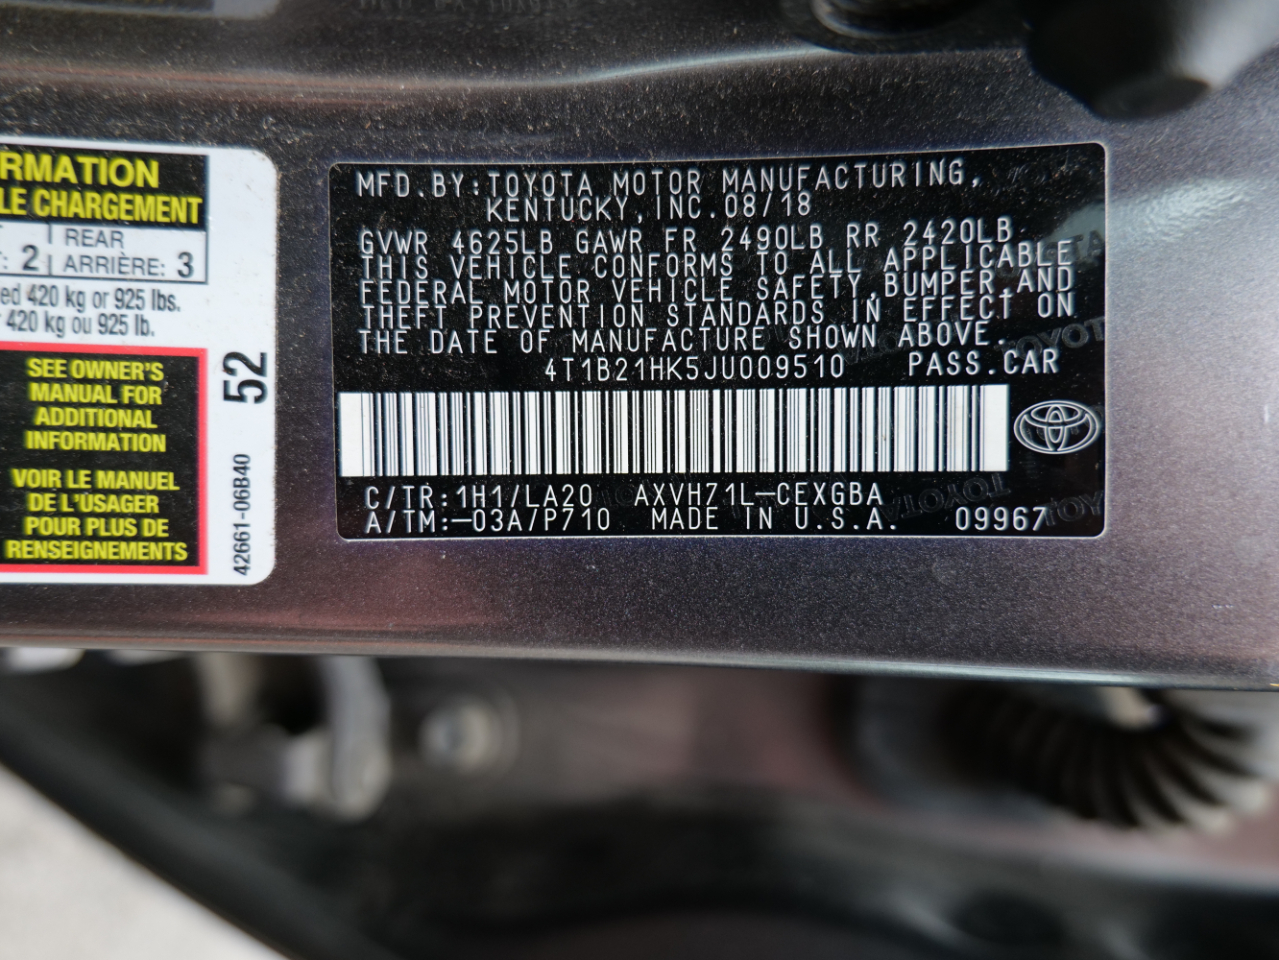 RMATION
LE CHARGEMENT
2 | REAR
ARRIÈRE: 3
420 kg or 925 lbs.
420 kg ou 925 lb.
SEE OWNER'S
MANUAL FOR
ADDITIONAL
INFORMATION
VOIR LE MANUEL
DE L'ÚSAGER
POUR PLUS DE
RENSEIGNEMENTS
52
42661-06B40
MFD.BY:TOYOTA MOTOR MANUFACTURING,
KENTUCKY,INC.08/18
GVWR 4625LB GAWR FR 2490LB RR 2420LB
THIS VEHICLE CONFORMS TO ALL APPLICABLE
FEDERAL MOTOR VEHICLE SAFETY,BUMPER,AND
THEFT PREVENTION STANDARDS IN EFFECT ON
THE DATE OF MANUFACTURE SHOWN ABOVE.
4T1B21HK5JU009510 PASS.CAR
C/TR:1H1/LA20 AXVH71L-CEXGBA
A/TM:-03A/P710 MADE IN U.S.A. 09967
TOYOTA